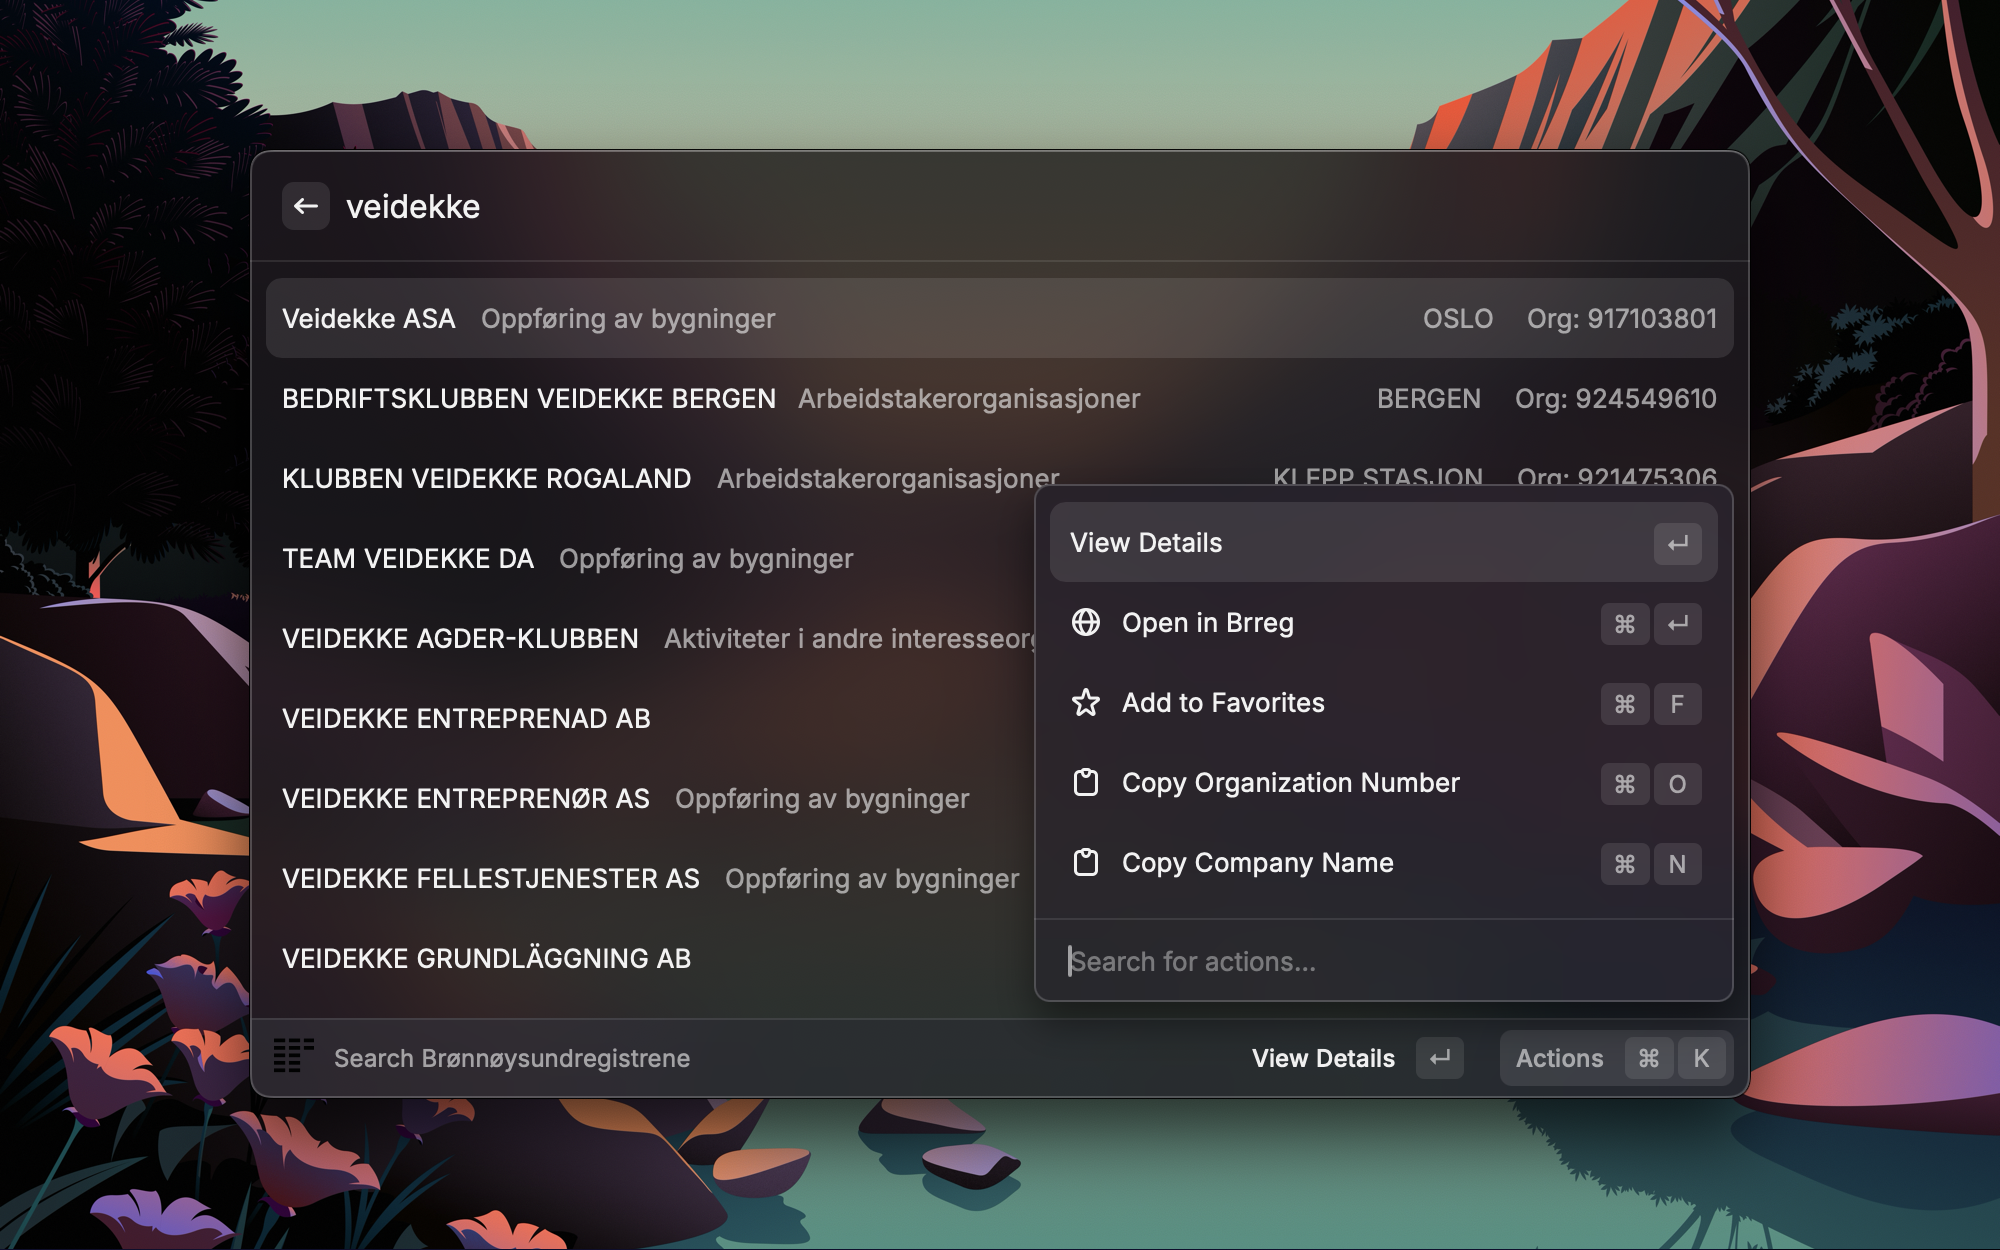 veidekke
Veidekke ASA Oppføring av bygninger OSLO Org: 917103801
BEDRIFTSKLUBBEN VEIDEKKE BERGEN Arbeidstakerorganisasjoner BERGEN Org: 924549610
KLUBBEN VEIDEKKE ROGALAND Arbeidstakerorganisasjoner KLEPP STASJON Org: 921475306
TEAM VEIDEKKE DA Oppføring av bygninger
VEIDEKKE AGDER-KLUBBEN Aktiviteter i andre
VEIDEKKE ENTREPRENAD AB
VEIDEKKE ENTREPRENØR AS Oppføring av bygninger
VEIDEKKE FELLESTJENESTER AS Oppføring av bygninger
VEIDEKKE GRUNDLÄGGNING AB
View Details ↵
Open in Brreg ⌘ ↵
Add to Favorites ⌘ F
Copy Organization Number ⌘ O
Copy Company Name ⌘ N
Search for actions...
Search Brønnøysundregistrene View Details ↵ Actions ⌘ K